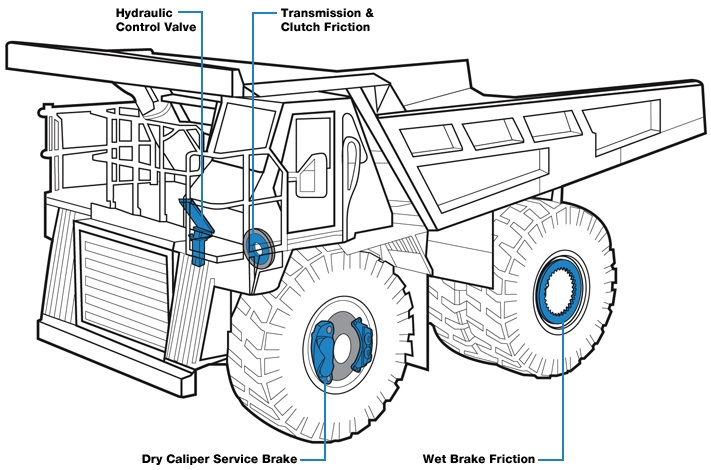 Hydraulic
Control Valve
Transmission &
Clutch Friction
Dry Caliper Service Brake
Wet Brake Friction